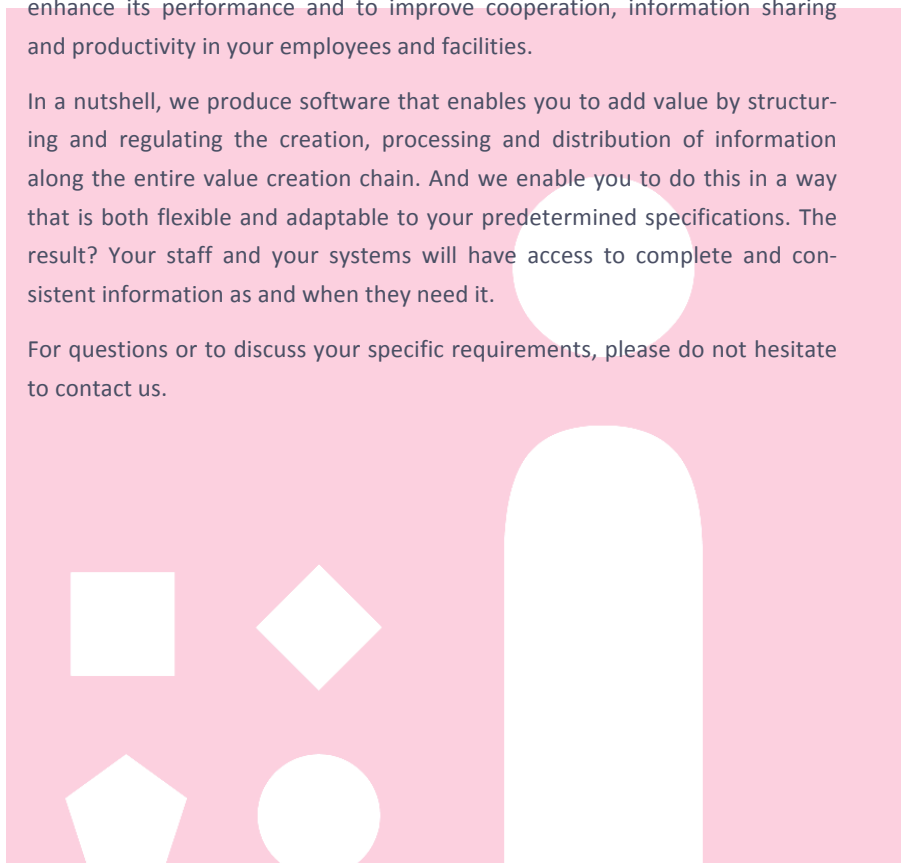 enhance its performance and to improve cooperation, information sharing
and productivity in your employees and facilities.
In a nutshell, we produce software that enables you to add value by structur-
ing and regulating the creation, processing and distribution of information
along the entire value creation chain. And we enable you to do this in a way
that is both flexible and adaptable to your predetermined specifications. The
result? Your staff and your systems will have access to complete and con-
sistent information as and when they need it.
For questions or to discuss your specific requirements, please do not hesitate
to contact us.